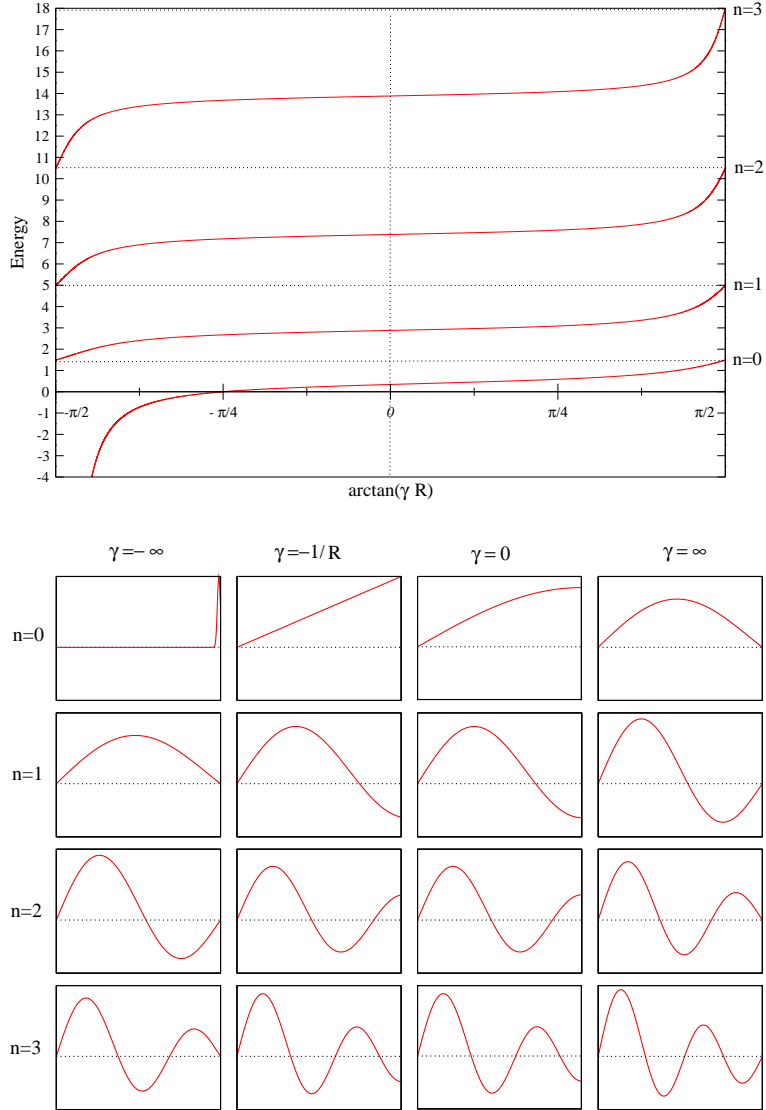 18
n=3
17
16
15
14
13
12
11
10
n=2
9
8
7
6
5
n=1
4
3
2
1
n=0
0
-1
-2
-3
-4
Energy
-π/2
- π/4
0
π/4
π/2
arctan(γ R)
γ=− ∞
γ=−1/R
γ=0
γ=∞
n=0
n=1
n=2
n=3